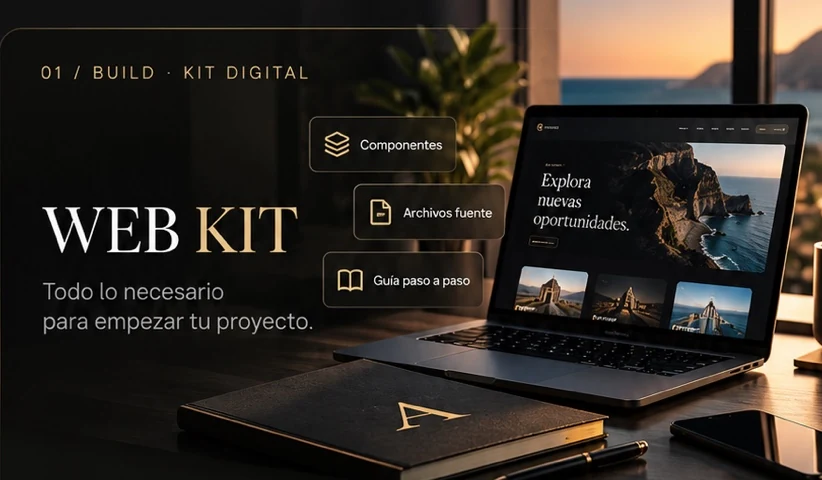 01 / BUILD · KIT DIGITAL
Componentes
Archivos fuente
Guía paso a paso
WEB KIT
Todo lo necesario
para empezar tu proyecto.
Explora
nuevas
oportunidades.
A